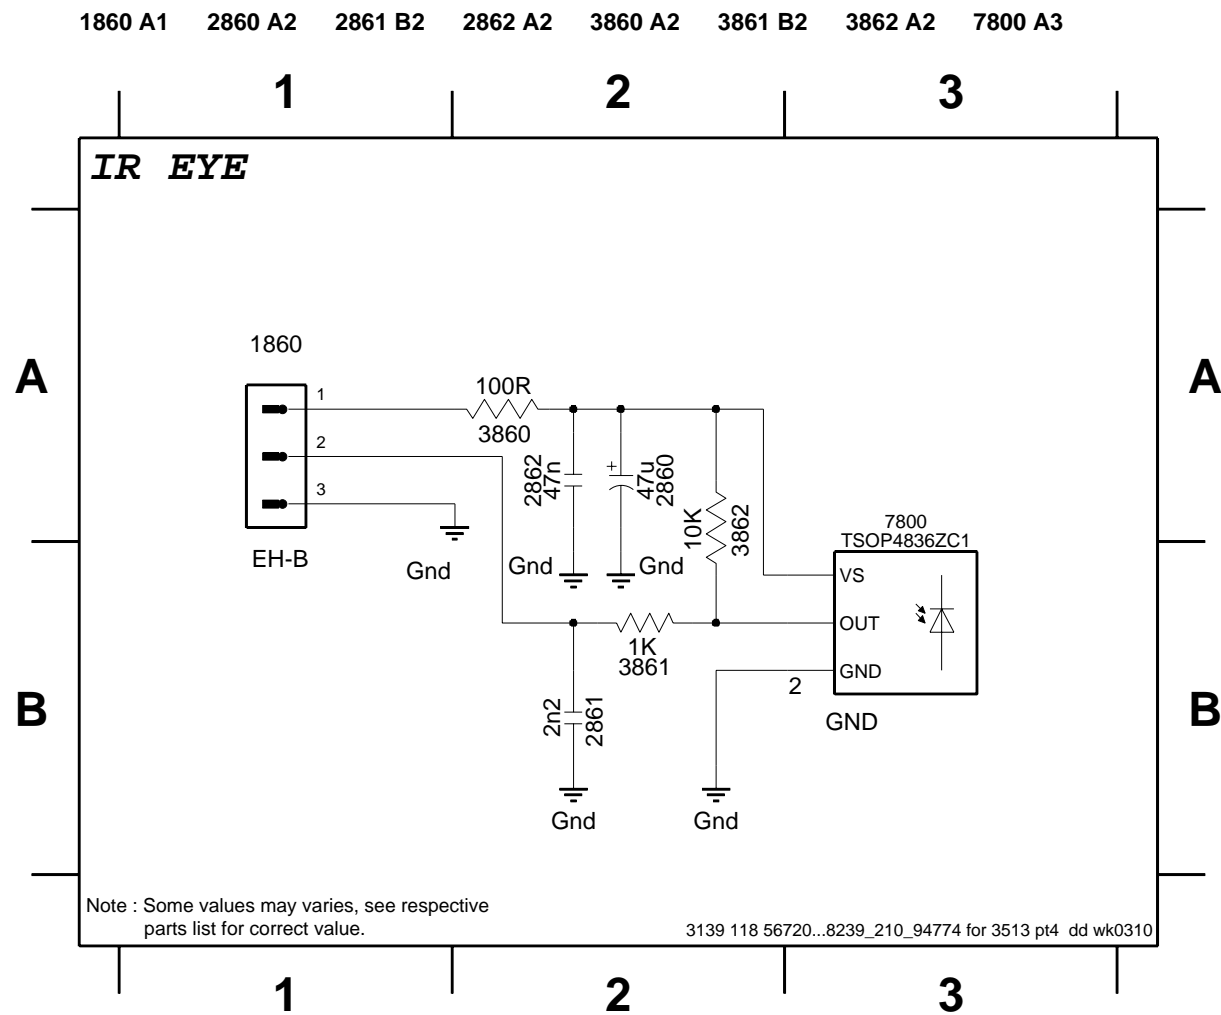 1860 A1 2860 A2 2861 B2 2862 A2 3860 A2 3861 B2 3862 A2 7800 A3
1 2 3
IR EYE
A A
1860
1
2
3
EH-B
Gnd
100R
3860
2862
47n
Gnd
+
47u
2860
Gnd
10K
3862
7800
TSOP4836ZC1
VS
OUT
GND
2
GND
1K
3861
B B
2n2
2861
Gnd
Gnd
Note : Some values may varies, see respective
parts list for correct value.
3139 118 56720...8239_210_94774 for 3513 pt4 dd wk0310
1 2 3